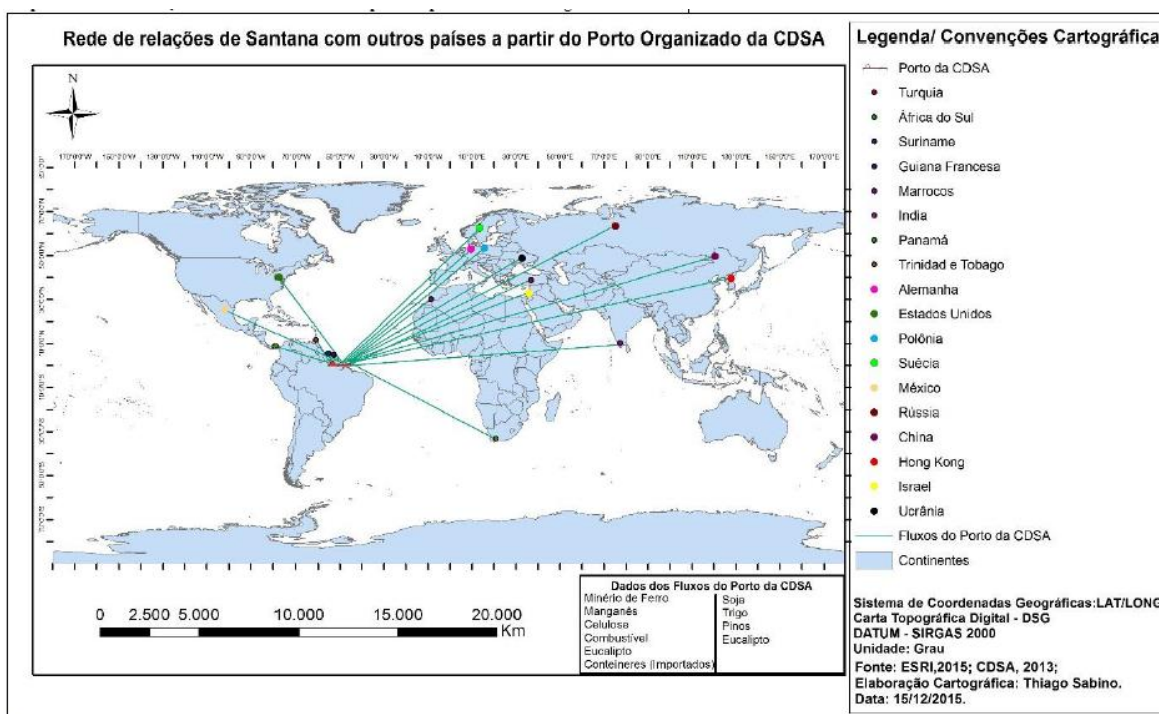 Rede de relações de Santana com outros países a partir do Porto Organizado da CDSA
N
Legenda/ Convenções Cartográfica
Porto da CDSA
Turquia
África do Sul
Suriname
Guiana Francesa
Marrocos
India
Panamá
Trinidad e Tobago
Alemanha
Estados Unidos
Polônia
Suécia
México
Rússia
China
Hong Kong
Israel
Ucrânia
Fluxos do Porto da CDSA
Continentes
Dados dos Fluxos do Porto da CDSA
Minério de Ferro
Manganês
Celulose
Combustível
Eucalipto
Conteineres (Importados)
Soja
Trigo
Pinos
Eucalipto
0 2.500 5.000 10.000 15.000 20.000
Km
Sistema de Coordenadas Geográficas:LAT/LONG
Carta Topográfica Digital - DSG
DATUM - SIRGAS 2000
Unidade: Grau
Fonte: ESRI,2015; CDSA, 2013;
Elaboração Cartográfica: Thiago Sabino.
Data: 15/12/2015.